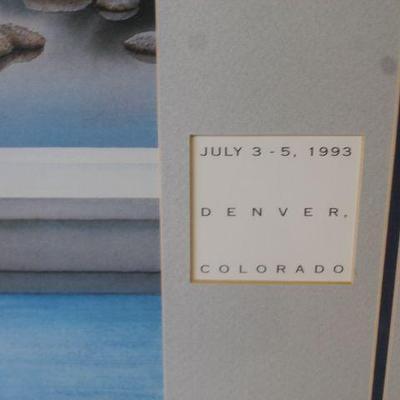 JULY 3 - 5, 1993
DENVER,
COLORADO